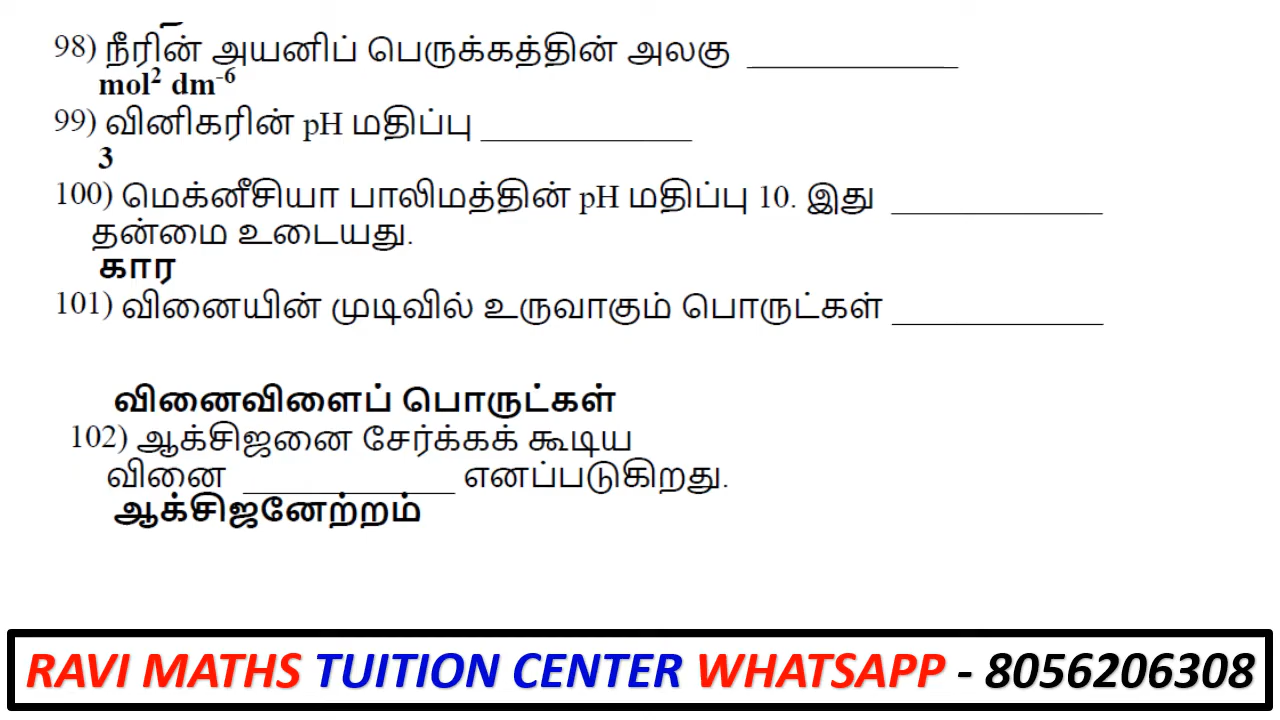 98) நீரின் அயனிப் பெருக்கத்தின் அலகு ____________
mol² dm⁻⁶
99) வினிகரின் pH மதிப்பு ____________
3
100) மெக்னீசியா பாலிமத்தின் pH மதிப்பு 10. இது ____________
தன்மை உடையது.
கார
101) வினையின் முடிவில் உருவாகும் பொருட்கள் ____________
வினைவிளைப் பொருட்கள்
102) ஆக்சிஜனை சேர்க்கக் கூடிய
வினை ____________ எனப்படுகிறது.
ஆக்சிஜனேற்றம்
RAVI MATHS TUITION CENTER WHATSAPP - 8056206308